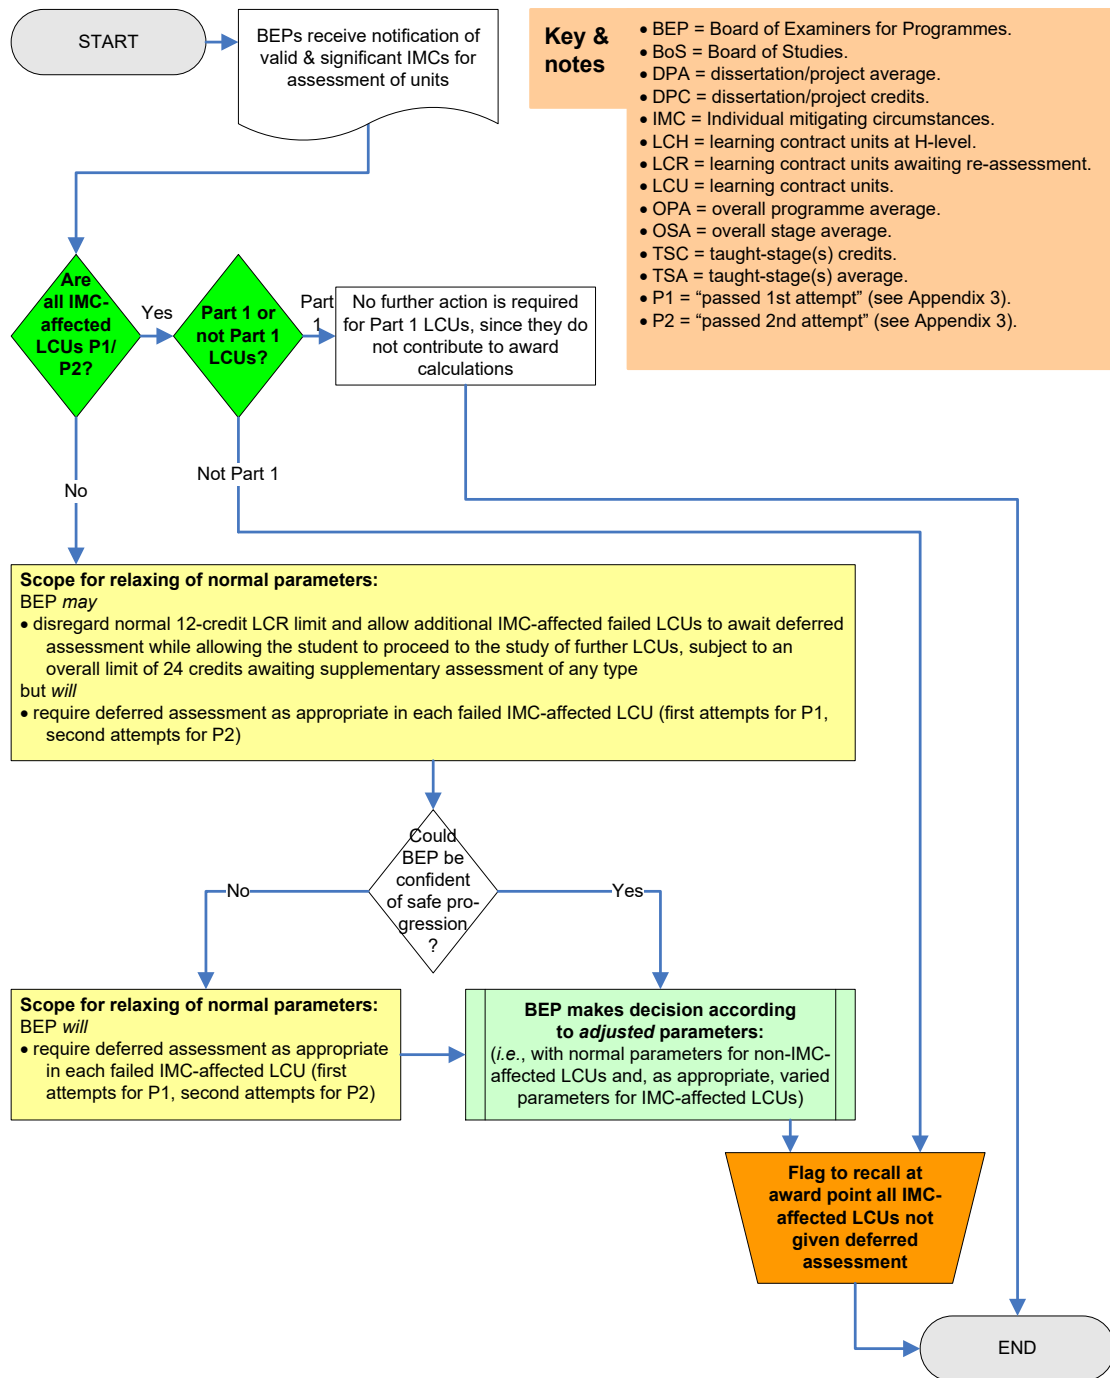 START
BEPs receive notification of
valid & significant IMCs for
assessment of units
Key &
notes
• BEP = Board of Examiners for Programmes.
• BoS = Board of Studies.
• DPA = dissertation/project average.
• DPC = dissertation/project credits.
• IMC = Individual mitigating circumstances.
• LCH = learning contract units at H-level.
• LCR = learning contract units awaiting re-assessment.
• LCU = learning contract units.
• OPA = overall programme average.
• OSA = overall stage average.
• TSC = taught-stage(s) credits.
• TSA = taught-stage(s) average.
• P1 = “passed 1st attempt” (see Appendix 3).
• P2 = “passed 2nd attempt” (see Appendix 3).
Are
all IMC-
affected
LCUs P1/
P2?
Yes
Part 1 or
not Part 1
LCUs?
Part
1
No further action is required
for Part 1 LCUs, since they do
not contribute to award
calculations
No
Not Part 1
Scope for relaxing of normal parameters:
BEP may
• disregard normal 12-credit LCR limit and allow additional IMC-affected failed LCUs to await deferred
assessment while allowing the student to proceed to the study of further LCUs, subject to an
overall limit of 24 credits awaiting supplementary assessment of any type
but will
• require deferred assessment as appropriate in each failed IMC-affected LCU (first attempts for P1,
second attempts for P2)
Could
BEP be
confident
of safe pro-
gression
?
No
Yes
Scope for relaxing of normal parameters:
BEP will
• require deferred assessment as appropriate
in each failed IMC-affected LCU (first
attempts for P1, second attempts for P2)
BEP makes decision according
to adjusted parameters:
(i.e., with normal parameters for non-IMC-
affected LCUs and, as appropriate, varied
parameters for IMC-affected LCUs)
Flag to recall at
award point all IMC-
affected LCUs not
given deferred
assessment
END